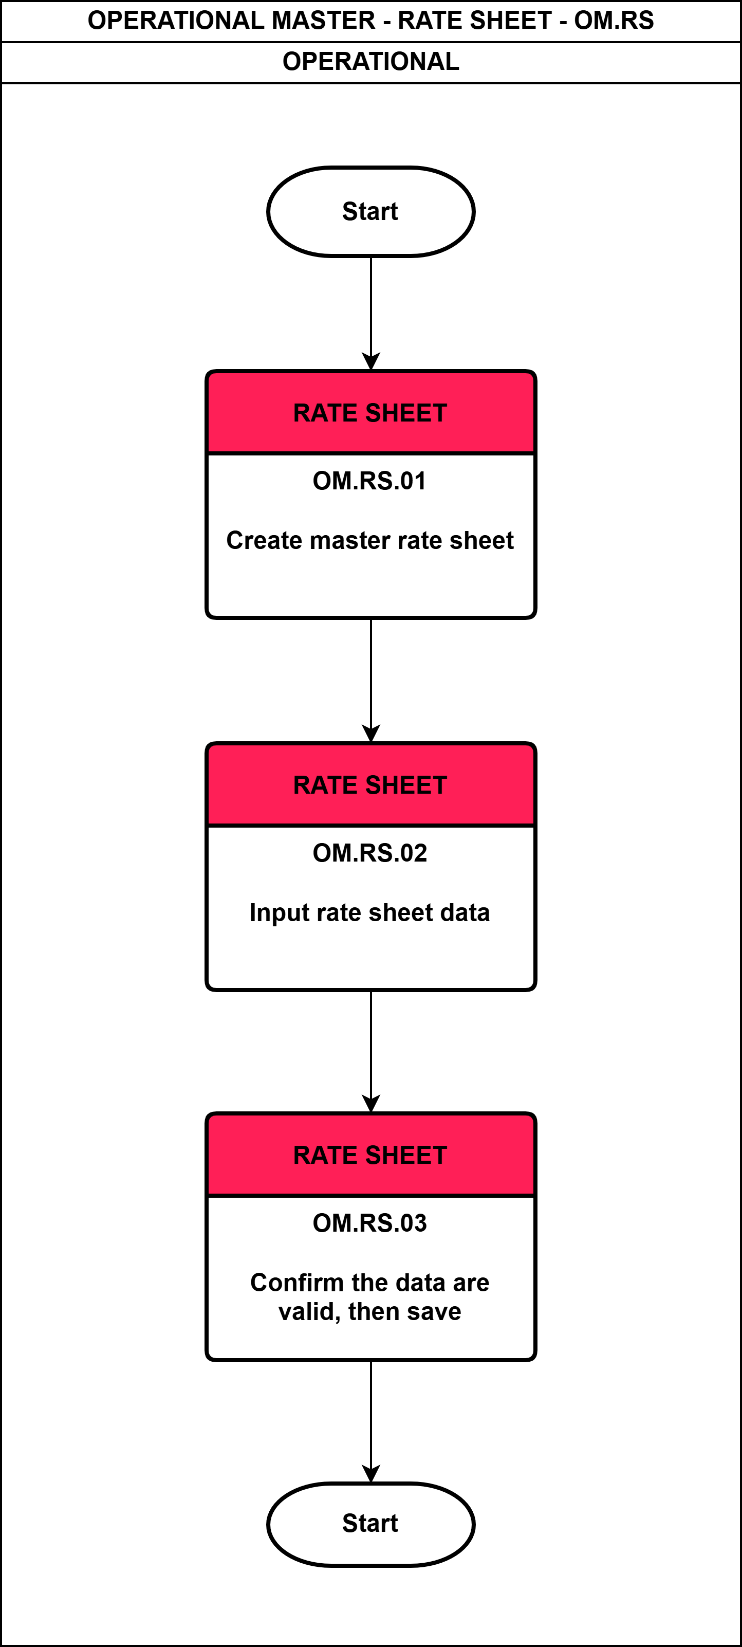 OPERATIONAL MASTER - RATE SHEET - OM.RS
OPERATIONAL
Start
RATE SHEET
OM.RS.01
Create master rate sheet
RATE SHEET
OM.RS.02
Input rate sheet data
RATE SHEET
OM.RS.03
Confirm the data are
valid, then save
Start